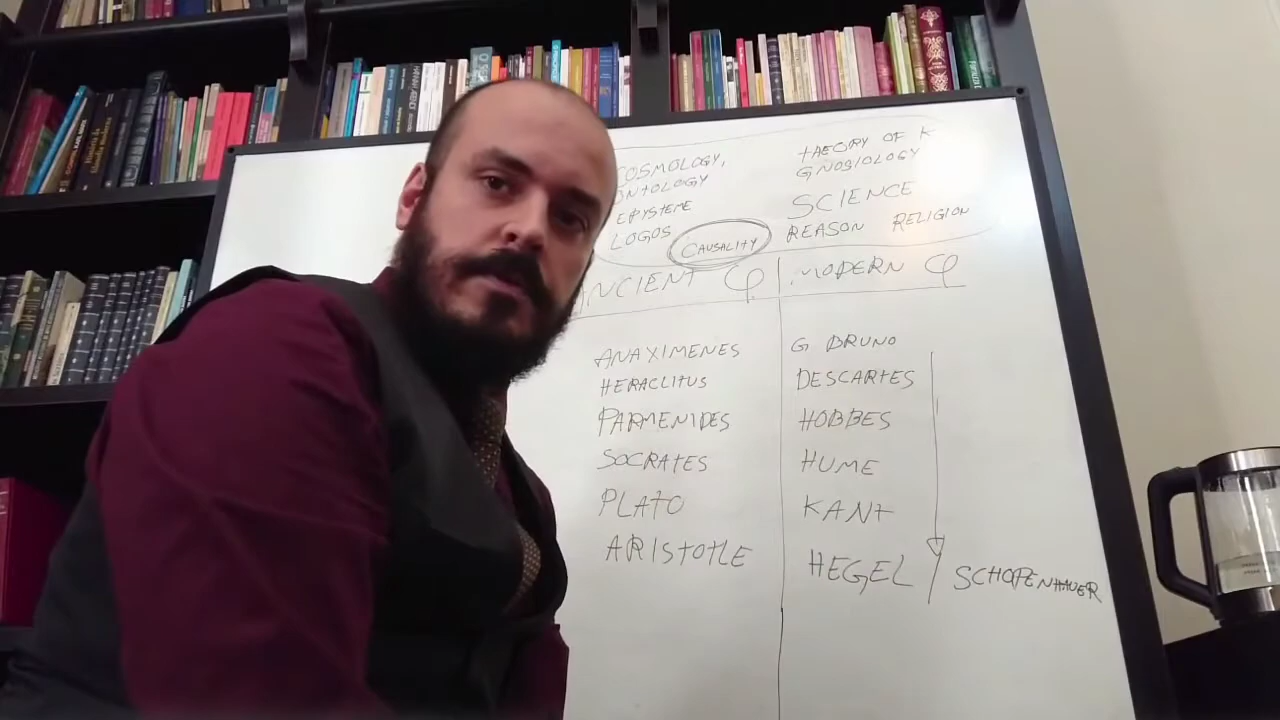 COSMOLOGY,
ONTOLOGY
EPYSTEME
LOGOS
CAUSALITY
THEORY OF K
GNOSIOLOGY
SCIENCE
REASON RELIGION
ANCIENT φ
MODERN φ
ANAXIMENES
HERACLITUS
PARMENIDES
SOCRATES
PLATO
ARISTOTLE
G BRUNO
DESCARTES
HOBBES
HUME
KANT
HEGEL / SCHOPENHAUER